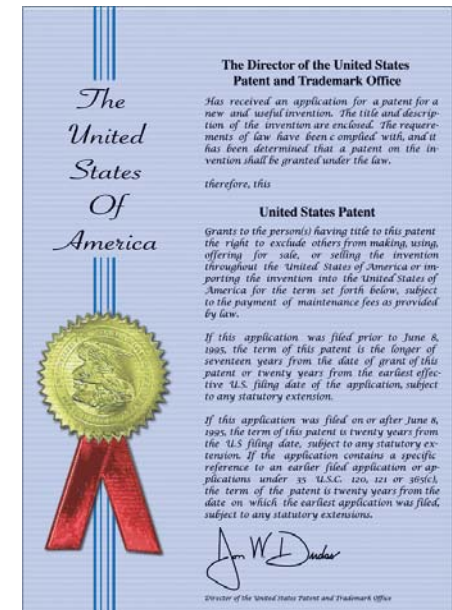 The
United
States
Of
America
The Director of the United States
Patent and Trademark Office
Has received an application for a patent for a
new and useful invention. The title and descrip-
tion of the invention are enclosed. The requere-
ments of law have been c omplied with, and it
has been determined that a patent on the in-
vention shall be granted under the law.
therefore, this
United States Patent
Grants to the person(s) having title to this patent
the right to exclude others from making, using,
offering for sale, or selling the invention
throughout the United States of America or im-
porting the invention into the United States of
America for the term set forth below, subject
to the payment of maintenance fees as provided
by law.
If this application was filed prior to June 8,
1995, the term of this patent is the longer of
seventeen years from the date of grant of this
patent or twenty years from the earliest effec-
tive U.S. filing date of the application, subject
to any statutory extension.
If this application was filed on or after June 8,
1995, the term of this patent is twenty years from
the U.S filing date, subject to any statutory ex-
tension. If the application contains a specific
reference to an earlier filed application or ap-
plications under 35 U.S.C. 120, 121 or 365(c),
the term of the patent is twenty years from the
date on which the earliest application was filed,
subject to any statutory extensions.
Jon W. Dudas
Director of the United States Patent and Trademark Office